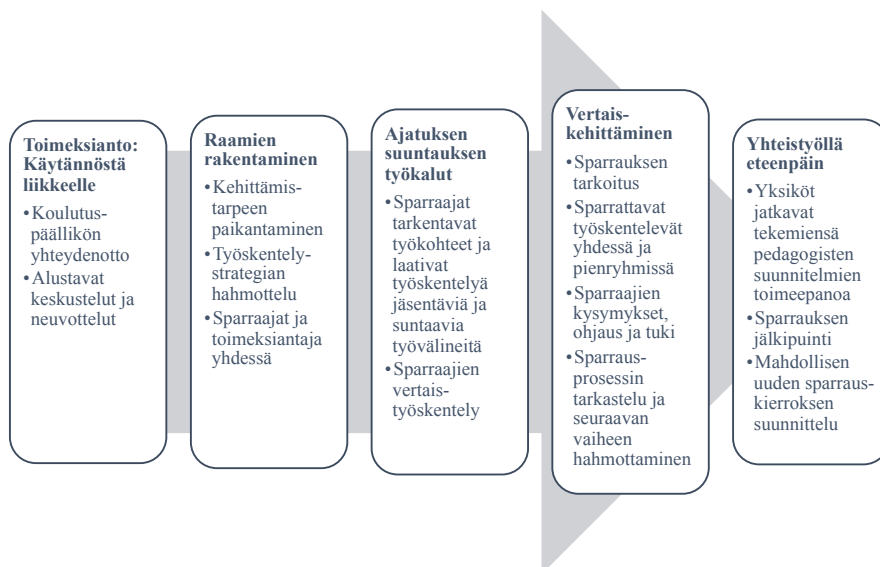 Toimeksianto:
Käytännöstä
liikkeelle
•Koulutus-
päällikön
yhteydenotto
•Alustavat
keskustelut ja
neuvottelut
Raamien
rakentaminen
•Kehittämis-
tarpeen
paikantaminen
•Työskentely-
strategian
hahmottelu
•Sparraajat ja
toimeksiantaja
yhdessä
Ajatuksen
suuntauksen
työkalut
•Sparraajat
tarkentavat
työkohteet ja
laativat
työskentelyä
jäsentäviä ja
suntaavia
työvälineitä
•Sparraajien
vertais-
työskentely
Vertais-
kehittäminen
•Sparrauksen
tarkoitus
•Sparrattavat
työskentelevät
yhdessä ja
pienryhmissä
•Sparraajien
kysymykset,
ohjaus ja tuki
•Sparraus-
prosessin
tarkastelu ja
seuraavan
vaiheen
hahmottaminen
Yhteistyöllä
eteenpäin
•Yksiköt
jatkavat
tekemiensä
pedagogisten
suunnitelmien
toimeepanoa
•Sparrauksen
jälkipuinti
•Mahdollisen
uuden sparraus-
kierroksen
suunnittelu